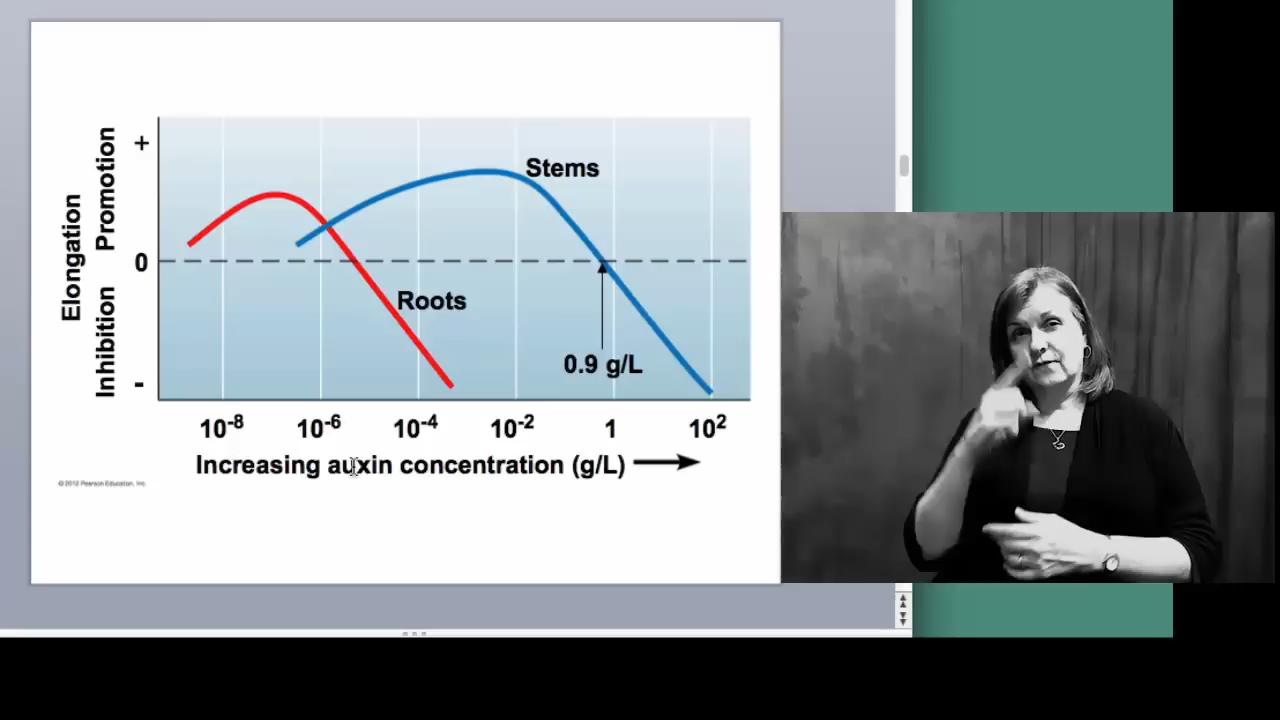 +
Stems
Elongation
Promotion
0
Inhibition
Roots
0.9 g/L
-
10-8 10-6 10-4 10-2 1 102
Increasing auxin concentration (g/L)
© 2012 Pearson Education, Inc.